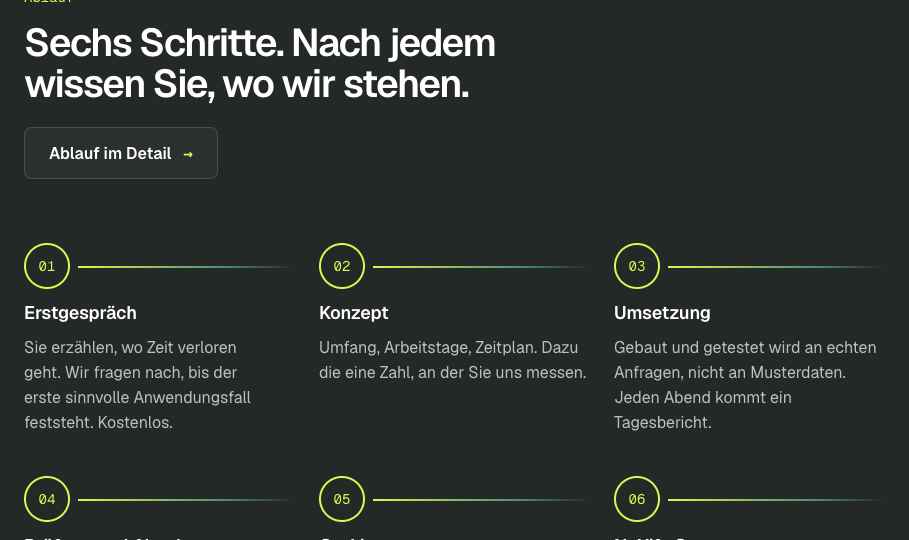 Ablauf
Sechs Schritte. Nach jedem
wissen Sie, wo wir stehen.
Ablauf im Detail →
01
02
03
Erstgespräch
Konzept
Umsetzung
Sie erzählen, wo Zeit verloren
geht. Wir fragen nach, bis der
erste sinnvolle Anwendungsfall
feststeht. Kostenlos.
Umfang, Arbeitstage, Zeitplan. Dazu
die eine Zahl, an der Sie uns messen.
Gebaut und getestet wird an echten
Anfragen, nicht an Musterdaten.
Jeden Abend kommt ein
Tagesbericht.
04
05
06